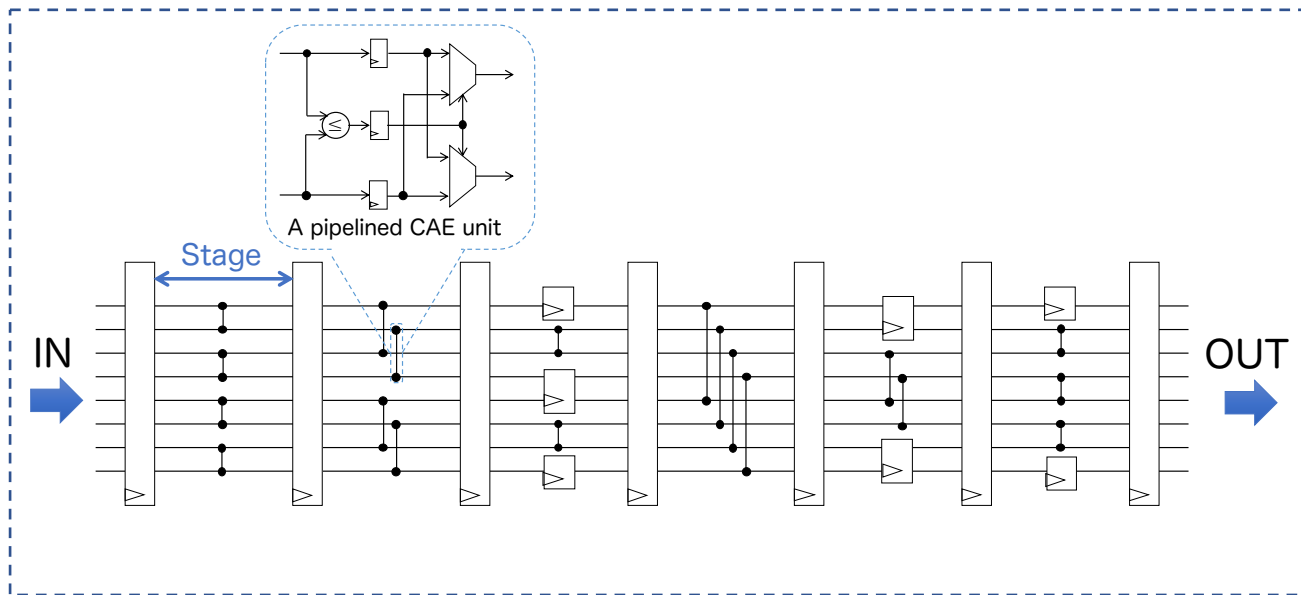 ≤
A pipelined CAE unit
Stage
IN
OUT